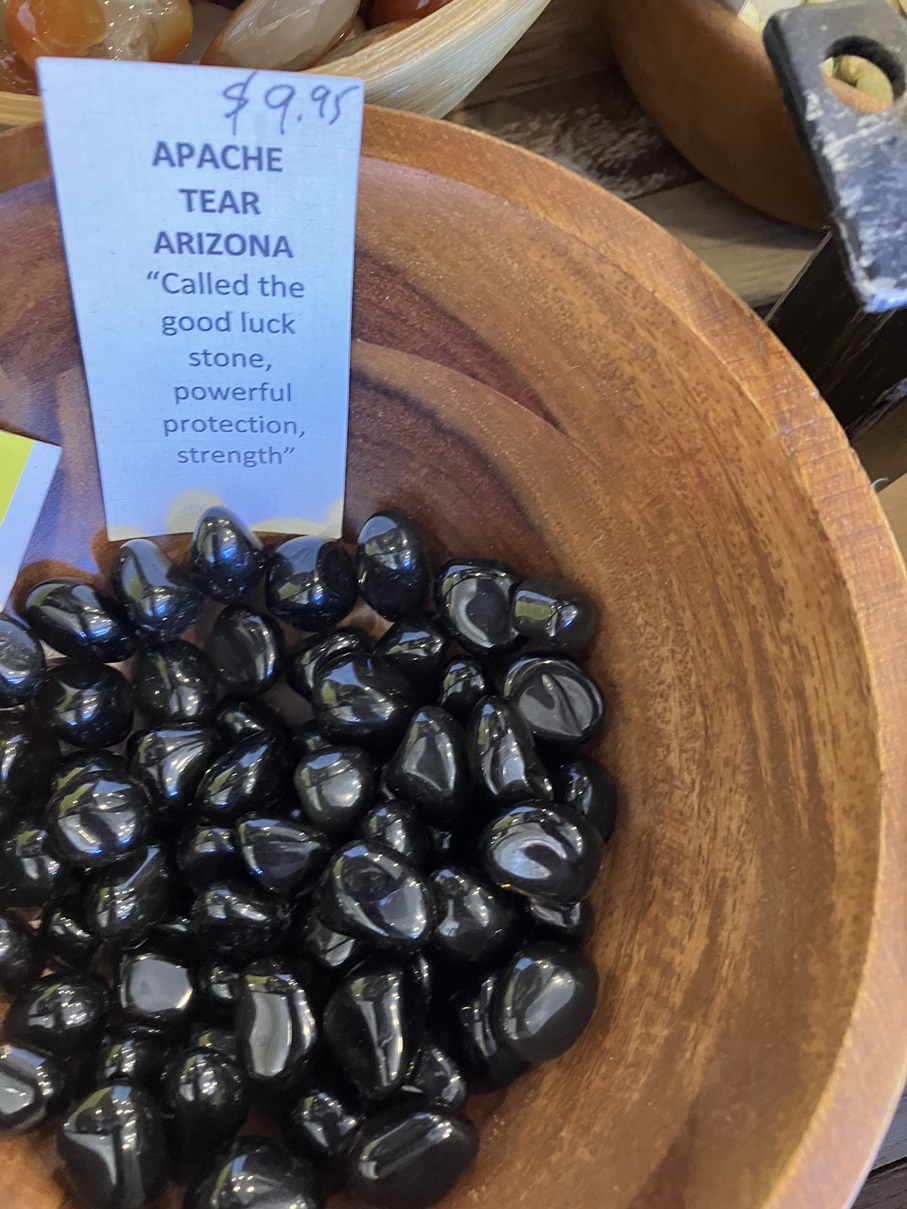 $9.95
APACHE
TEAR
ARIZONA
“Called the
good luck
stone,
powerful
protection,
strength”